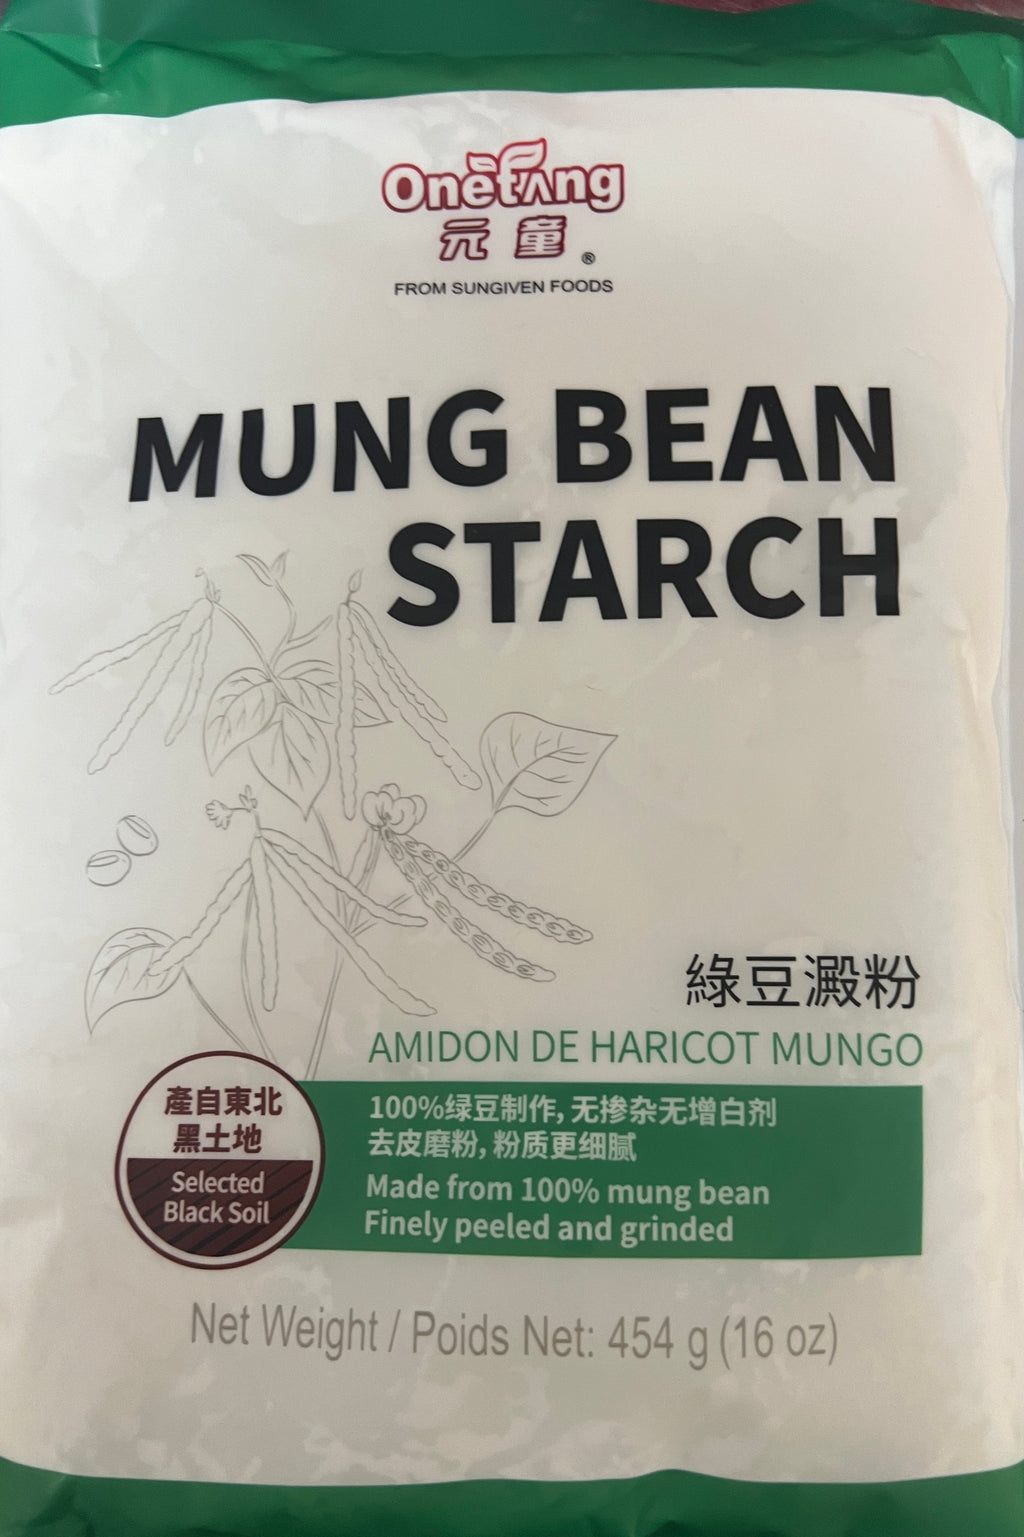 Onetang
元童®
FROM SUNGIVEN FOODS
MUNG BEAN
STARCH
綠豆澱粉
AMIDON DE HARICOT MUNGO
產自東北
黑土地
Selected
Black Soil
100%绿豆制作,无掺杂无增白剂
去皮磨粉,粉质更细腻
Made from 100% mung bean
Finely peeled and grinded
Net Weight / Poids Net: 454 g (16 oz)